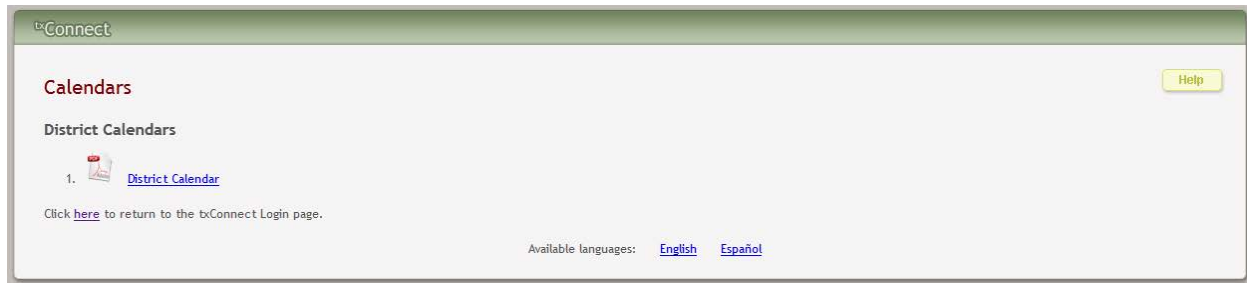 txConnect
Calendars
Help
District Calendars
1. PDF District Calendar
Click here to return to the txConnect Login page.
Available languages: English Español